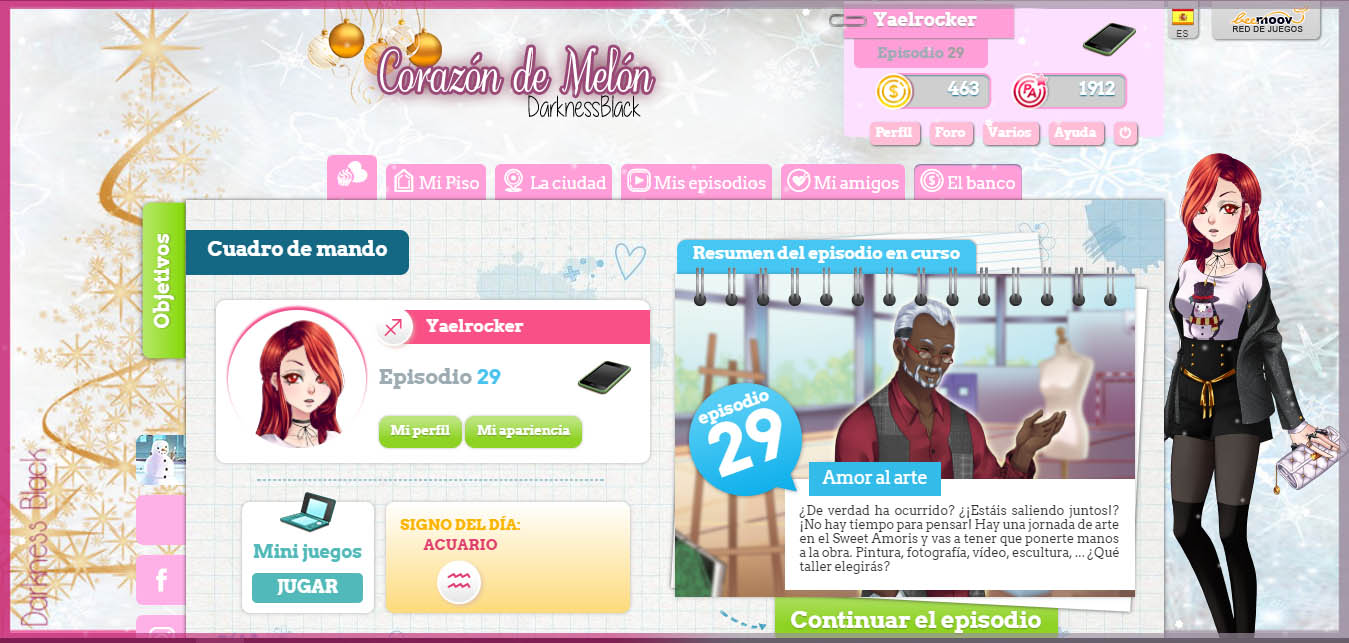 Yaelrocker
Episodio 29
463
1912
Perfil
Foro
Varios
Ayuda
ES
beemoov
RED DE JUEGOS
Corazón de Melón
DarknessBlack
Mi Piso
La ciudad
Mis episodios
Mi amigos
El banco
Objetivos
Cuadro de mando
Yaelrocker
Episodio 29
Mi perfil
Mi apariencia
Mini juegos
JUGAR
SIGNO DEL DÍA:
ACUARIO
Resumen del episodio en curso
episodio
29
Amor al arte
¿De verdad ha ocurrido? ¿¡Estáis saliendo juntos!?
¡No hay tiempo para pensar! Hay una jornada de arte
en el Sweet Amoris y vas a tener que ponerte manos
a la obra. Pintura, fotografía, vídeo, escultura, ... ¿Qué
taller elegirás?
Continuar el episodio
Darkness Black
f
PA